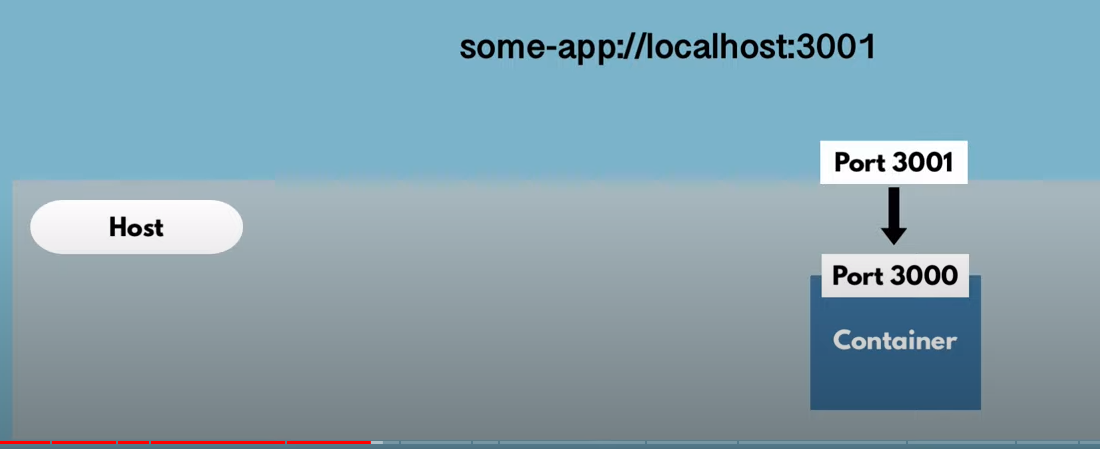 some-app://localhost:3001
Port 3001
Host
Port 3000
Container